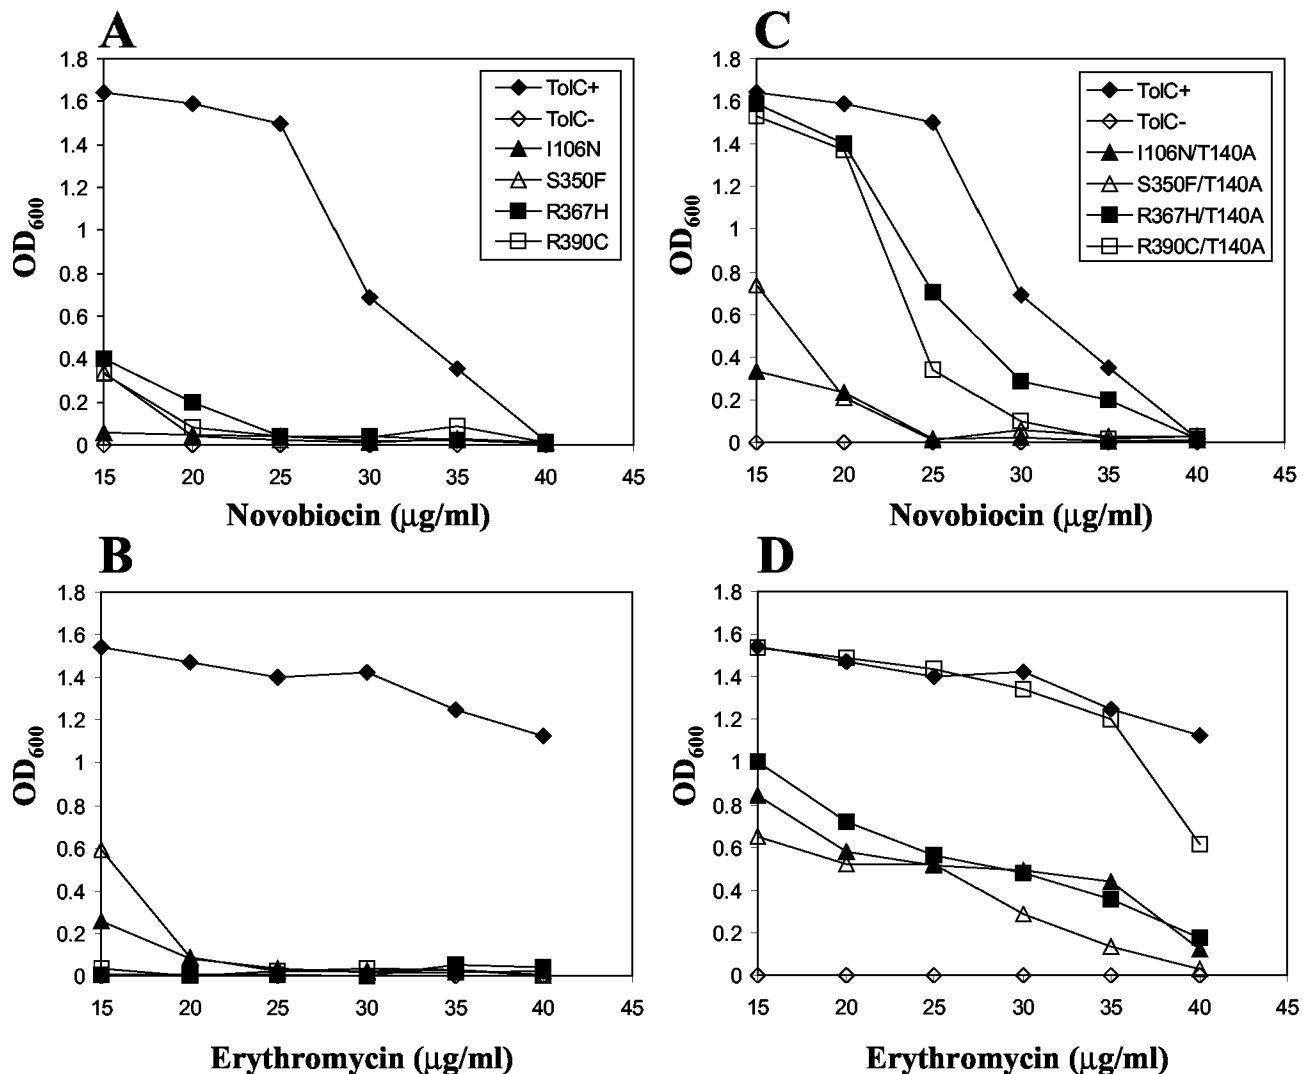 A
1.8
1.6
1.4
1.2
1
0.8
0.6
0.4
0.2
0
OD600
15 20 25 30 35 40 45
Novobiocin (μg/ml)
TolC+
TolC-
I106N
S350F
R367H
R390C
C
1.8
1.6
1.4
1.2
1
0.8
0.6
0.4
0.2
0
OD600
15 20 25 30 35 40 45
Novobiocin (μg/ml)
TolC+
TolC-
I106N/T140A
S350F/T140A
R367H/T140A
R390C/T140A
B
1.8
1.6
1.4
1.2
1
0.8
0.6
0.4
0.2
0
OD600
15 20 25 30 35 40 45
Erythromycin (μg/ml)
D
1.8
1.6
1.4
1.2
1
0.8
0.6
0.4
0.2
0
OD600
15 20 25 30 35 40 45
Erythromycin (μg/ml)